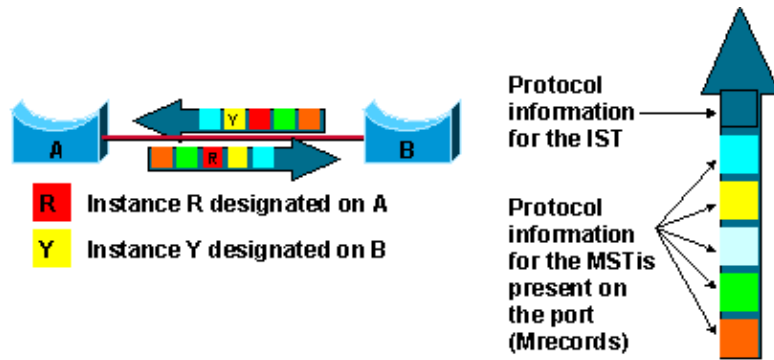 Y
A
B
R
R Instance R designated on A
Y Instance Y designated on B
Protocol
information
for the IST
Protocol
information
for the MSTis
present on
the port
(Mrecords)